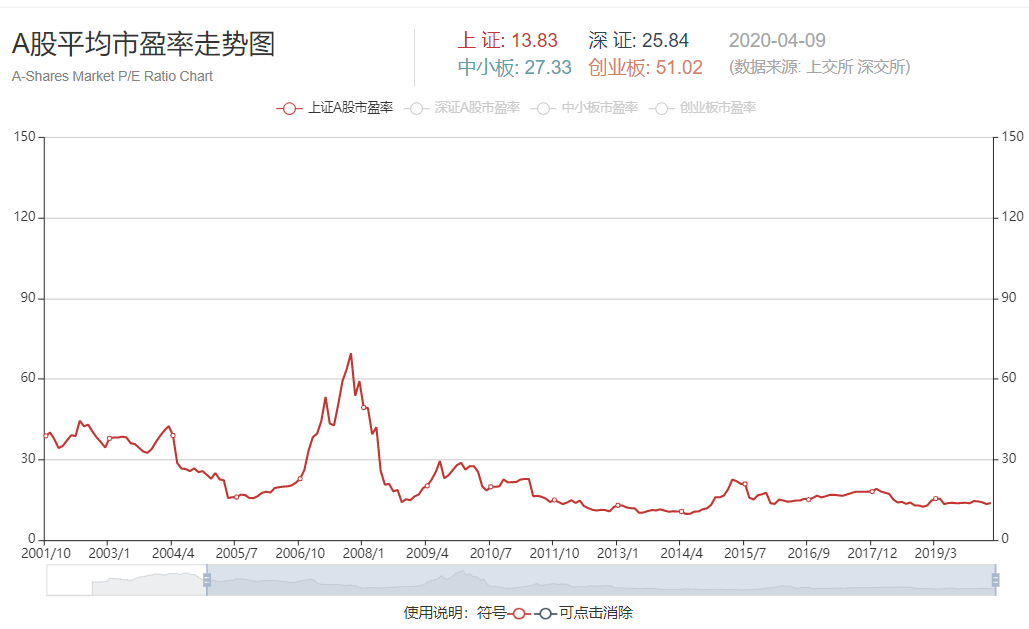 A股平均市盈率走势图
A-Shares Market P/E Ratio Chart
上 证: 13.83 深 证: 25.84 2020-04-09
中小板: 27.33 创业板: 51.02 (数据来源: 上交所 深交所)
上证A股市盈率 深证A股市盈率 中小板市盈率 创业板市盈率
150 150
120 120
90 90
60 60
30 30
0 0
2001/10 2003/1 2004/4 2005/7 2006/10 2008/1 2009/4 2010/7 2011/10 2013/1 2014/4 2015/7 2016/9 2017/12 2019/3
使用说明：符号 可点击消除